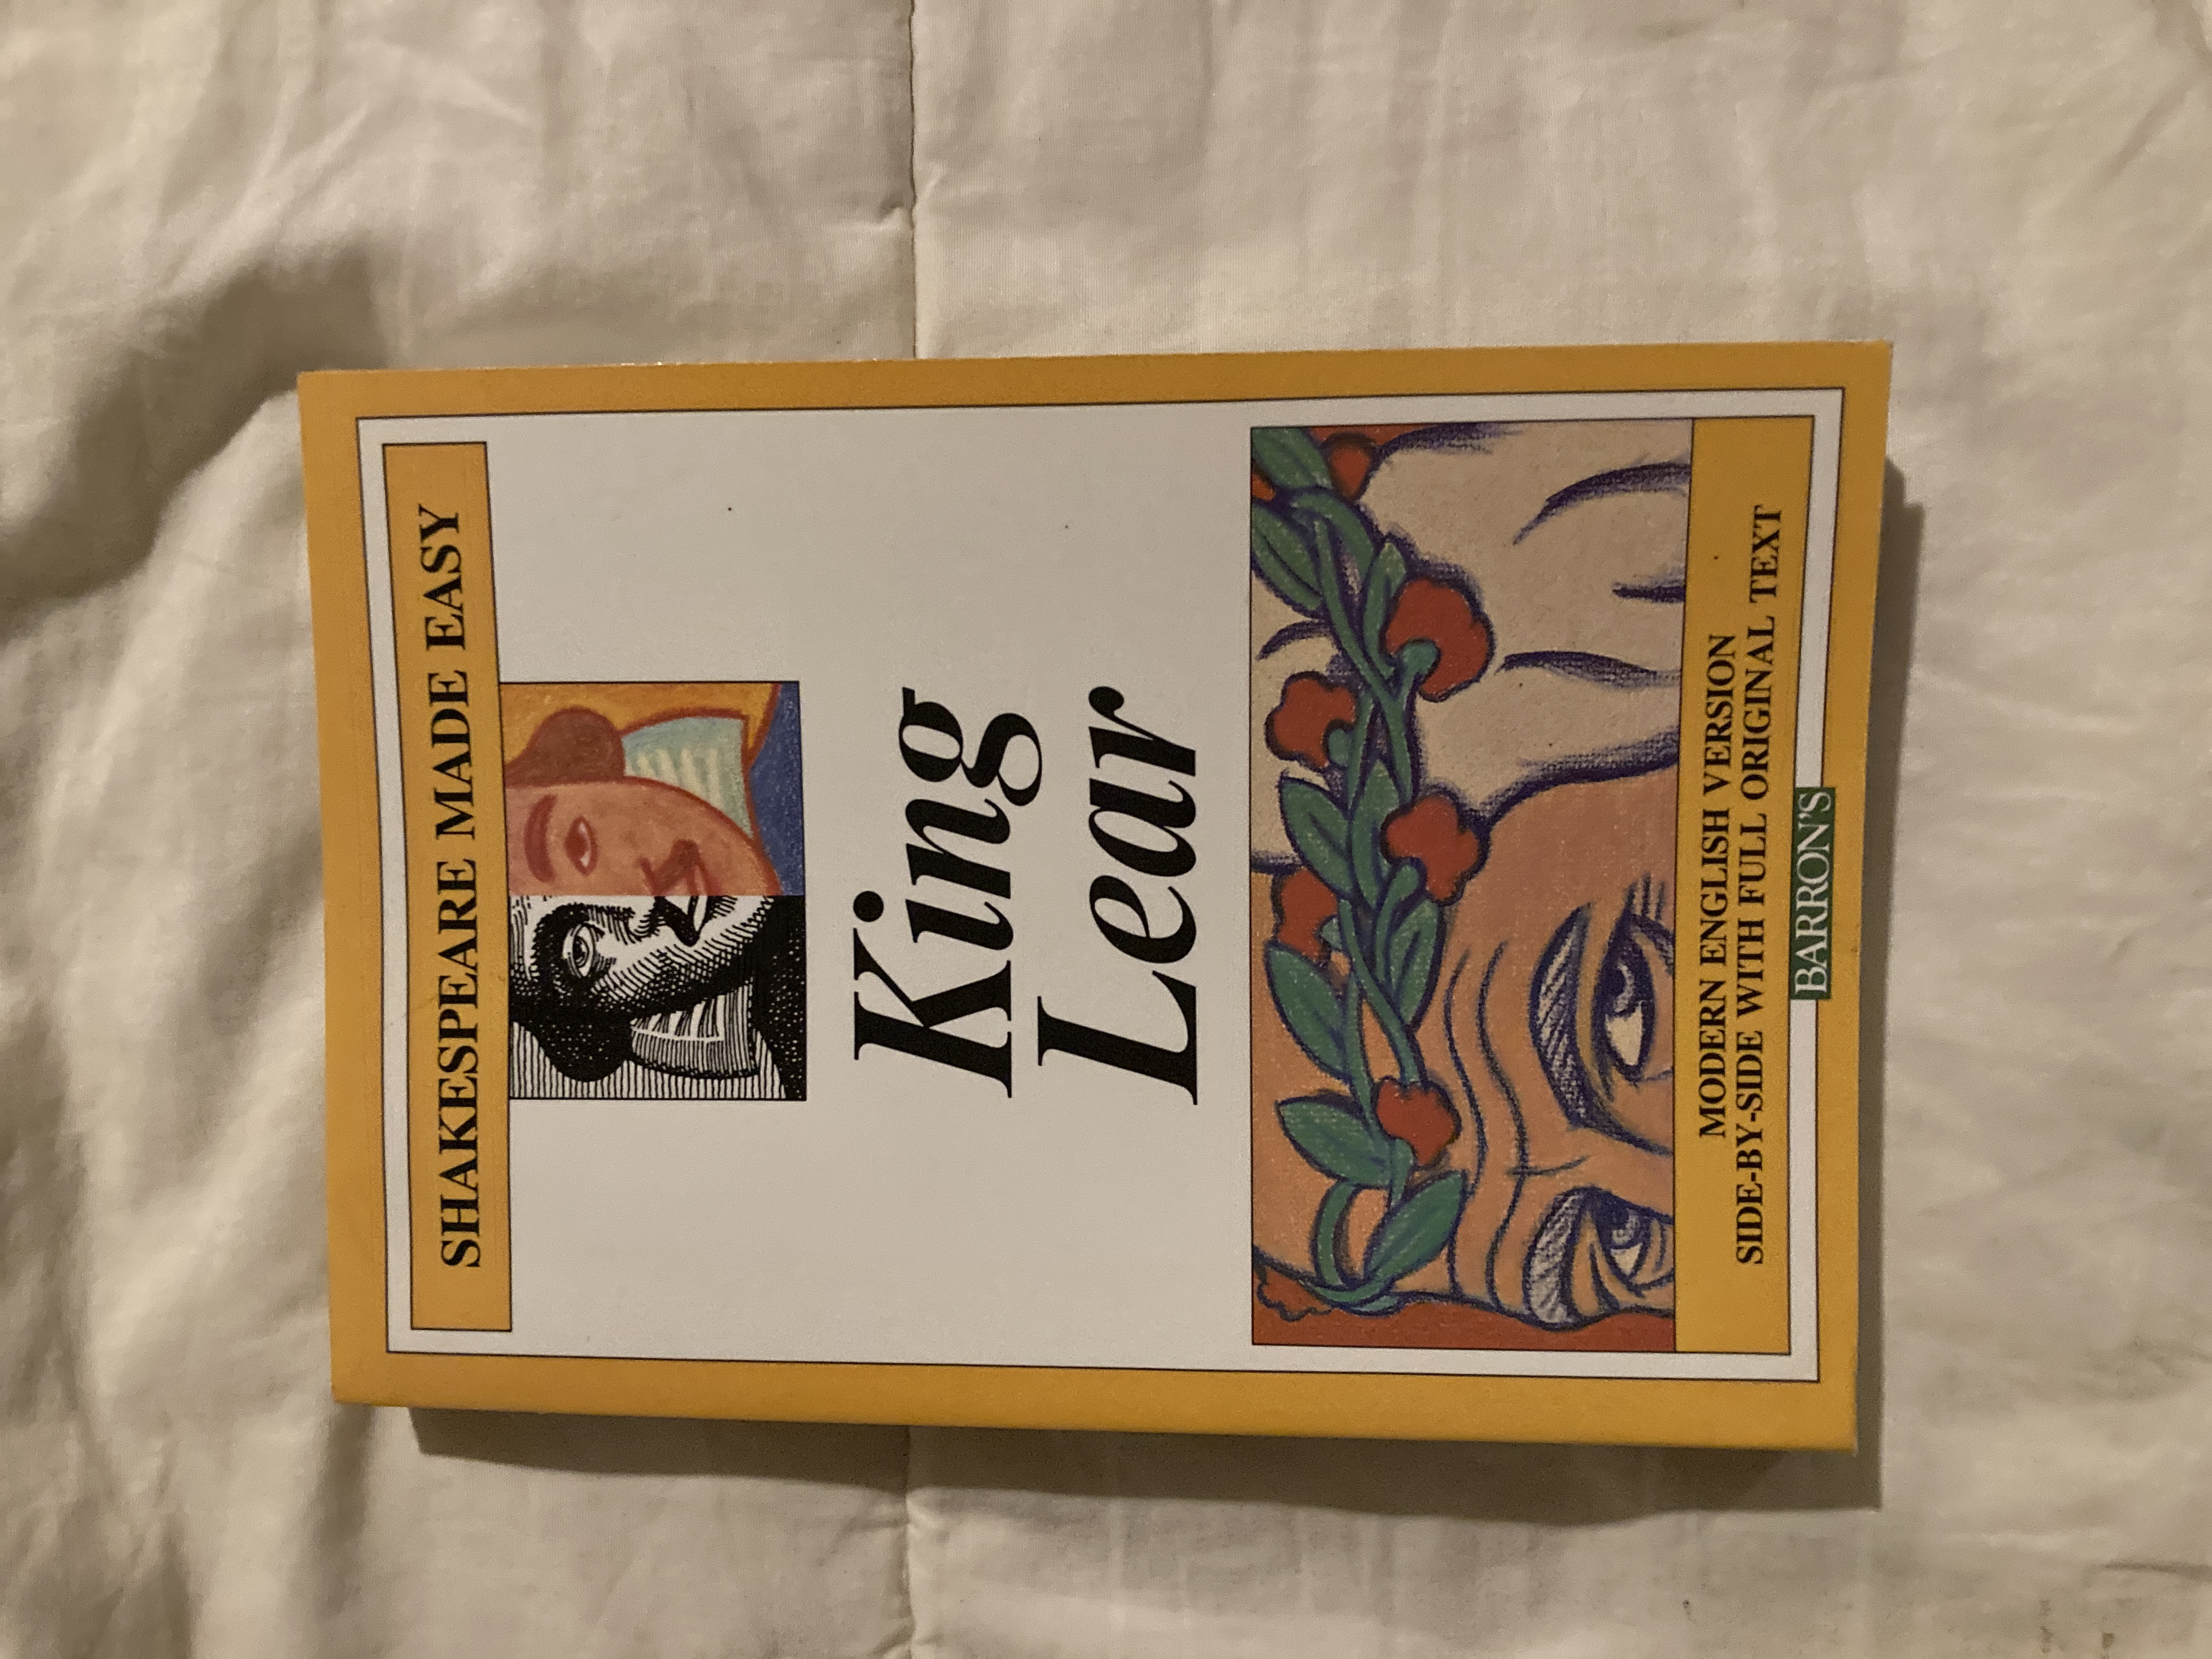 SHAKESPEARE MADE EASY
King
Lear
MODERN ENGLISH VERSION
SIDE-BY-SIDE WITH FULL ORIGINAL TEXT
BARRON'S